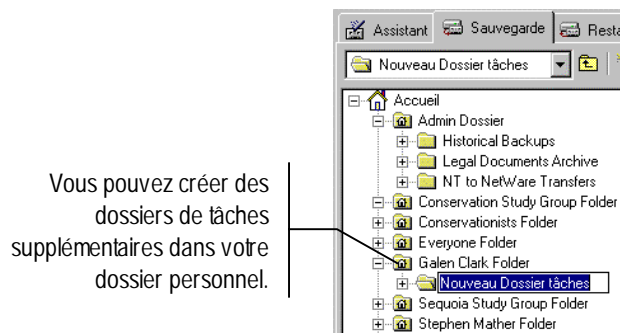 Assistant Sauvegarde
Nouveau Dossier tâches
Accueil
Admin Dossier
Historical Backups
Legal Documents Archive
NT to NetWare Transfers
Conservation Study Group Folder
Conservationists Folder
Everyone Folder
Galen Clark Folder
Nouveau Dossier tâches
Sequoia Study Group Folder
Stephen Mather Folder
Vous pouvez créer des
dossiers de tâches
supplémentaires dans votre
dossier personnel.